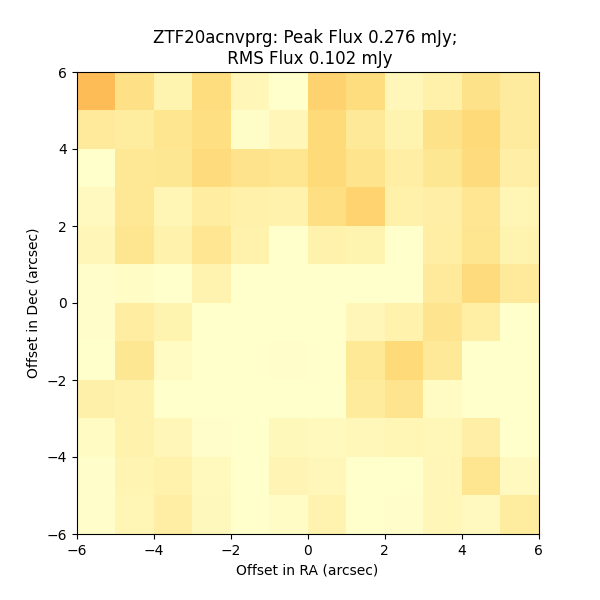 ZTF20acnvprg: Peak Flux 0.276 mJy;
RMS Flux 0.102 mJy
6
4
2
0
−2
−4
−6
Offset in Dec (arcsec)
−6 −4 −2 0 2 4 6
Offset in RA (arcsec)